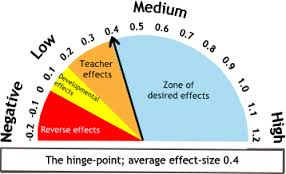 Medium
Low
High
Negative
-0.2
-0.1
0
0.1
0.2
0.3
0.4
0.5
0.6
0.7
0.8
0.9
1.0
1.1
1.2
Teacher
effects
Developmental
effects
Reverse effects
Zone of
desired effects
The hinge-point; average effect-size 0.4